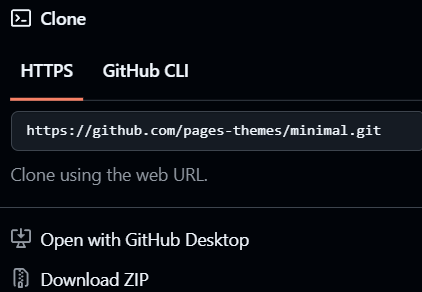 Clone
HTTPS GitHub CLI
https://github.com/pages-themes/minimal.git
Clone using the web URL.
Open with GitHub Desktop
Download ZIP